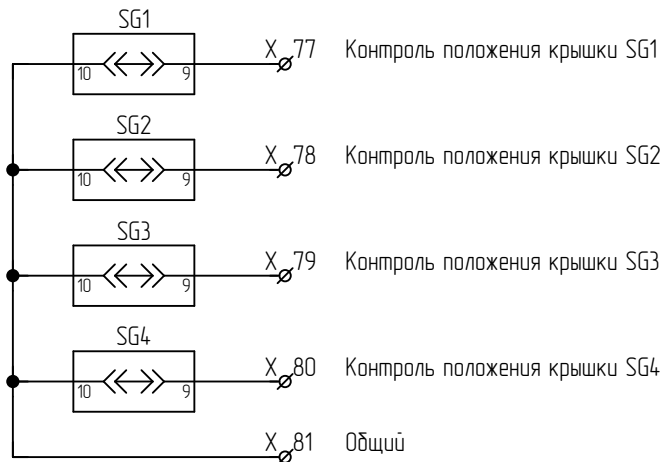 SG1
X 77 Контроль положения крышки SG1
10 9
SG2
X 78 Контроль положения крышки SG2
10 9
SG3
X 79 Контроль положения крышки SG3
10 9
SG4
X 80 Контроль положения крышки SG4
10 9
X 81 Общий